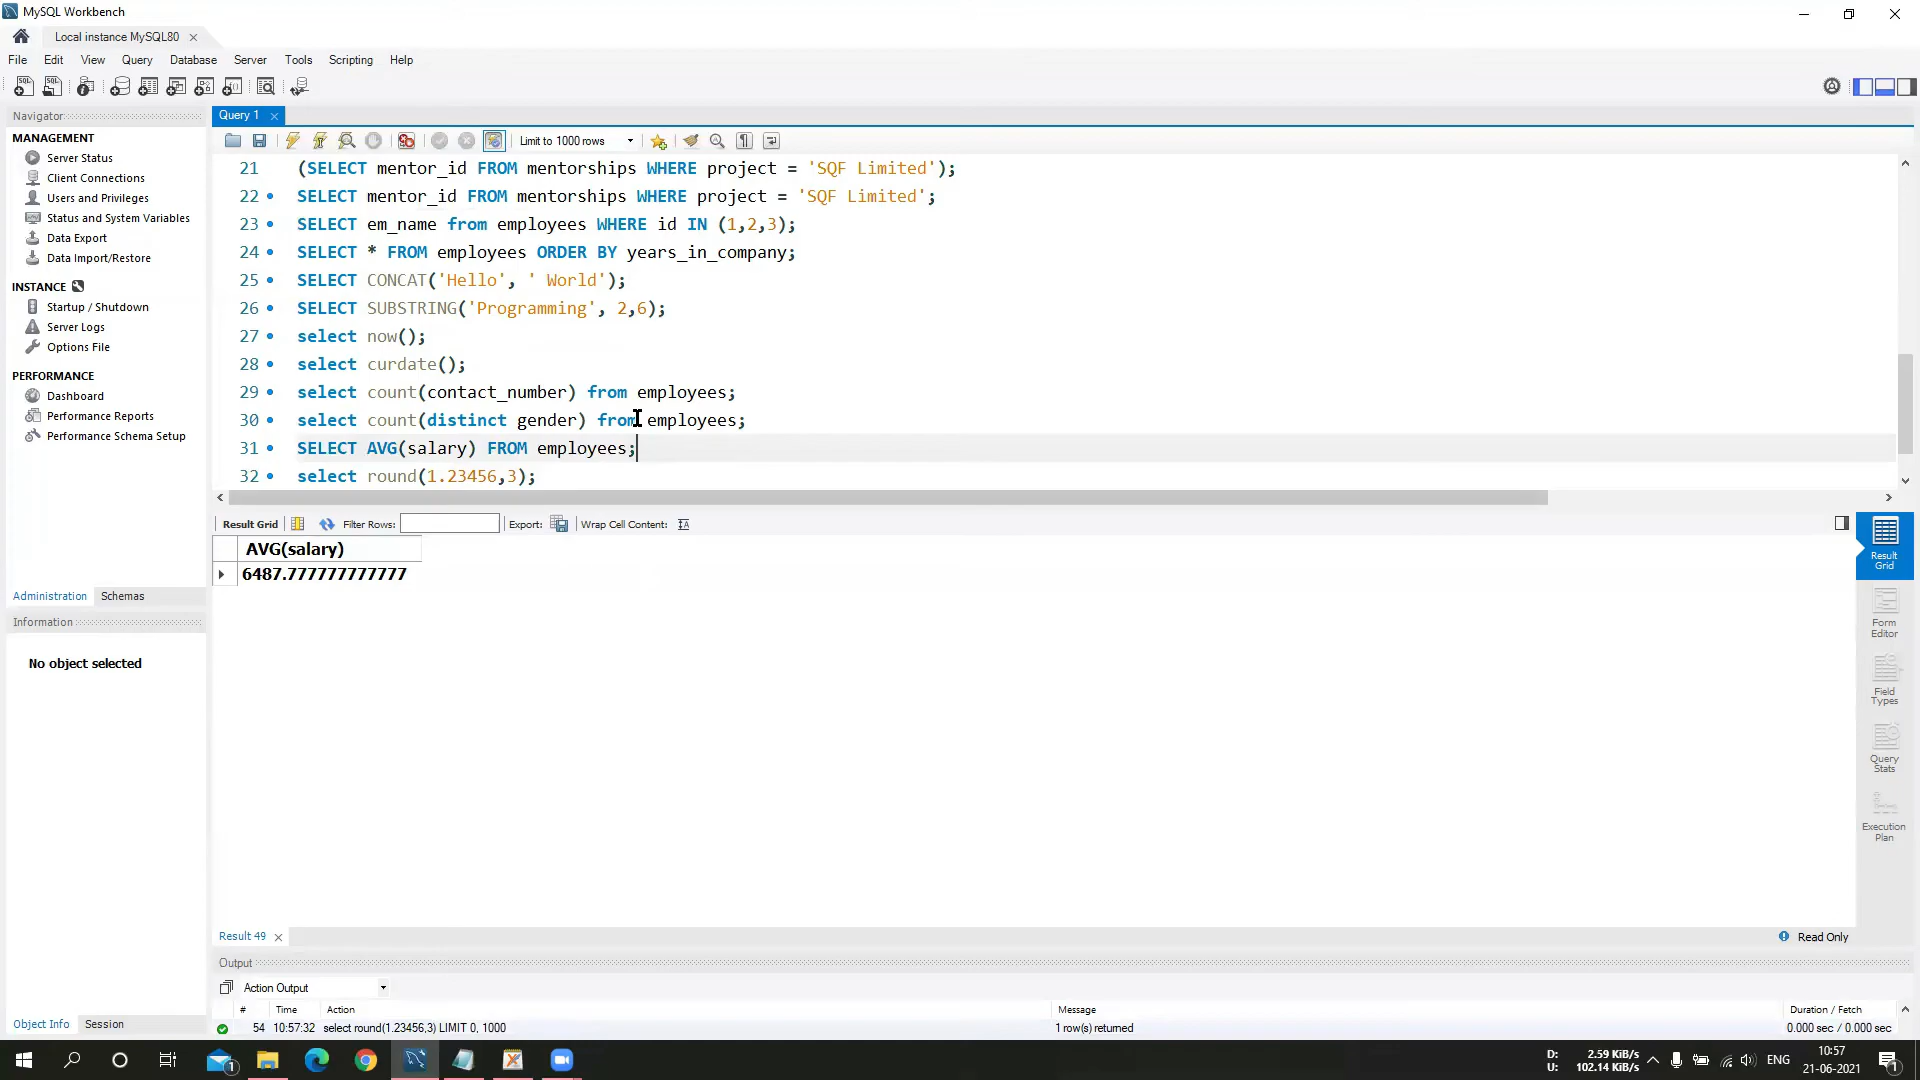 MySQL Workbench
Local instance MySQL80
File Edit View Query Database Server Tools Scripting Help
Navigator
MANAGEMENT
Server Status
Client Connections
Users and Privileges
Status and System Variables
Data Export
Data Import/Restore
INSTANCE
Startup / Shutdown
Server Logs
Options File
PERFORMANCE
Dashboard
Performance Reports
Performance Schema Setup
Administration Schemas
Information
No object selected
Object Info Session
Query 1
Limit to 1000 rows
21 (SELECT mentor_id FROM mentorships WHERE project = 'SQF Limited');
22 SELECT mentor_id FROM mentorships WHERE project = 'SQF Limited';
23 SELECT em_name from employees WHERE id IN (1,2,3);
24 SELECT * FROM employees ORDER BY years_in_company;
25 SELECT CONCAT('Hello', ' World');
26 SELECT SUBSTRING('Programming', 2,6);
27 select now();
28 select curdate();
29 select count(contact_number) from employees;
30 select count(distinct gender) from employees;
31 SELECT AVG(salary) FROM employees;
32 select round(1.23456,3);
Result Grid Filter Rows: Export: Wrap Cell Content:
AVG(salary)
6487.777777777777
Result Grid
Form Editor
Field Types
Query Stats
Execution Plan
Result 49
Read Only
Output
Action Output
# Time Action Message Duration / Fetch
54 10:57:32 select round(1.23456,3) LIMIT 0, 1000 1 row(s) returned 0.000 sec / 0.000 sec
D: 2.59 KiB/s
U: 102.14 KiB/s
ENG
10:57
21-06-2021